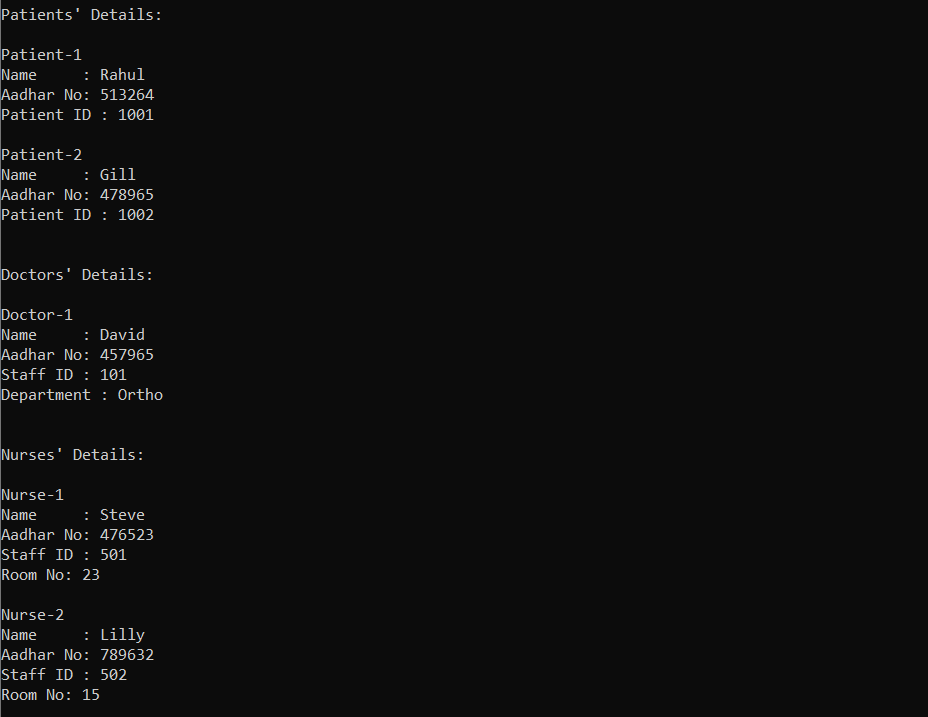 Patients' Details:
Patient-1
Name     : Rahul
Aadhar No: 513264
Patient ID : 1001
Patient-2
Name     : Gill
Aadhar No: 478965
Patient ID : 1002
Doctors' Details:
Doctor-1
Name     : David
Aadhar No: 457965
Staff ID : 101
Department : Ortho
Nurses' Details:
Nurse-1
Name     : Steve
Aadhar No: 476523
Staff ID : 501
Room No: 23
Nurse-2
Name     : Lilly
Aadhar No: 789632
Staff ID : 502
Room No: 15